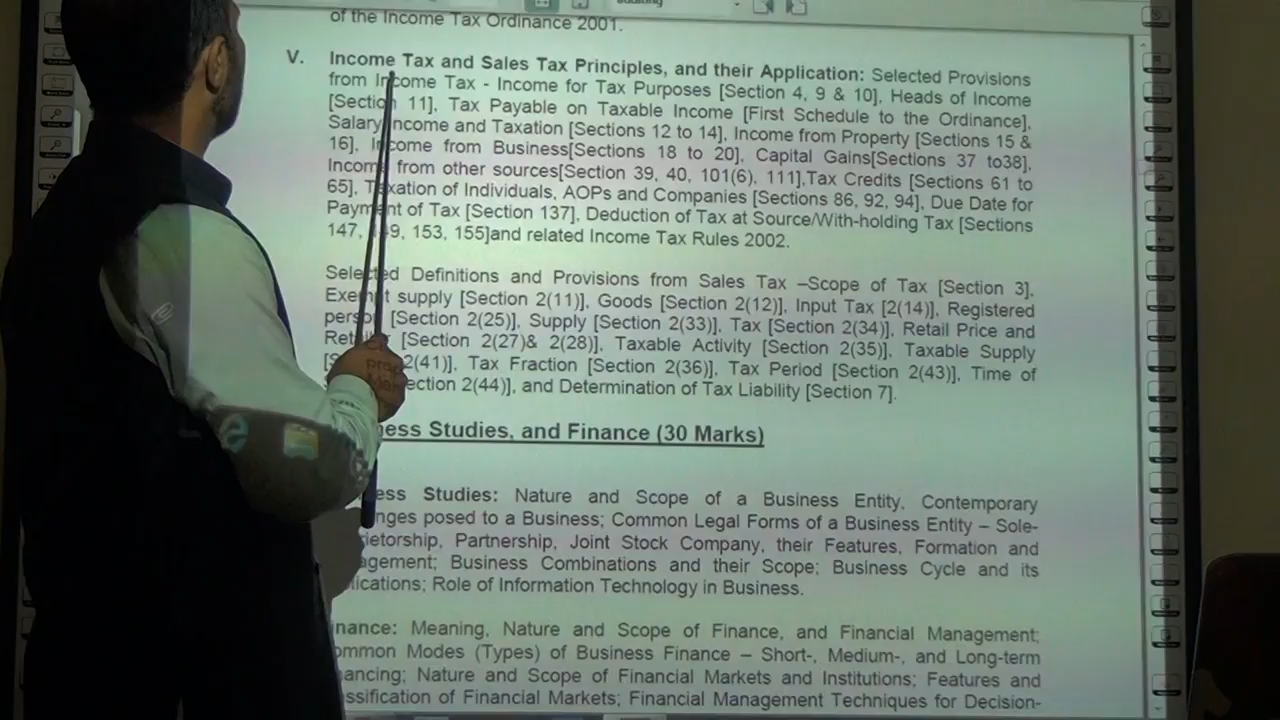 auditing
of the Income Tax Ordinance 2001.
V. Income Tax and Sales Tax Principles, and their Application: Selected Provisions
from Income Tax - Income for Tax Purposes [Section 4, 9 & 10], Heads of Income
[Section 11], Tax Payable on Taxable Income [First Schedule to the Ordinance],
Salary Income and Taxation [Sections 12 to 14], Income from Property [Sections 15 &
16], Income from Business[Sections 18 to 20], Capital Gains[Sections 37 to38],
Income from other sources[Section 39, 40, 101(6), 111],Tax Credits [Sections 61 to
65], Taxation of Individuals, AOPs and Companies [Sections 86, 92, 94], Due Date for
Payment of Tax [Section 137], Deduction of Tax at Source/With-holding Tax [Sections
147, 9, 153, 155]and related Income Tax Rules 2002.
Selected Definitions and Provisions from Sales Tax –Scope of Tax [Section 3],
Exempt supply [Section 2(11)], Goods [Section 2(12)], Input Tax [2(14)], Registered
person [Section 2(25)], Supply [Section 2(33)], Tax [Section 2(34)], Retail Price and
Retailer [Section 2(27)& 2(28)], Taxable Activity [Section 2(35)], Taxable Supply
2(41)], Tax Fraction [Section 2(36)], Tax Period [Section 2(43)], Time of
ection 2(44)], and Determination of Tax Liability [Section 7].
ess Studies, and Finance (30 Marks)
ess Studies: Nature and Scope of a Business Entity, Contemporary
nges posed to a Business; Common Legal Forms of a Business Entity – Sole-
ietorship, Partnership, Joint Stock Company, their Features, Formation and
agement; Business Combinations and their Scope; Business Cycle and its
lications; Role of Information Technology in Business.
nance: Meaning, Nature and Scope of Finance, and Financial Management;
ommon Modes (Types) of Business Finance – Short-, Medium-, and Long-term
ancing; Nature and Scope of Financial Markets and Institutions; Features and
ssification of Financial Markets; Financial Management Techniques for Decision-